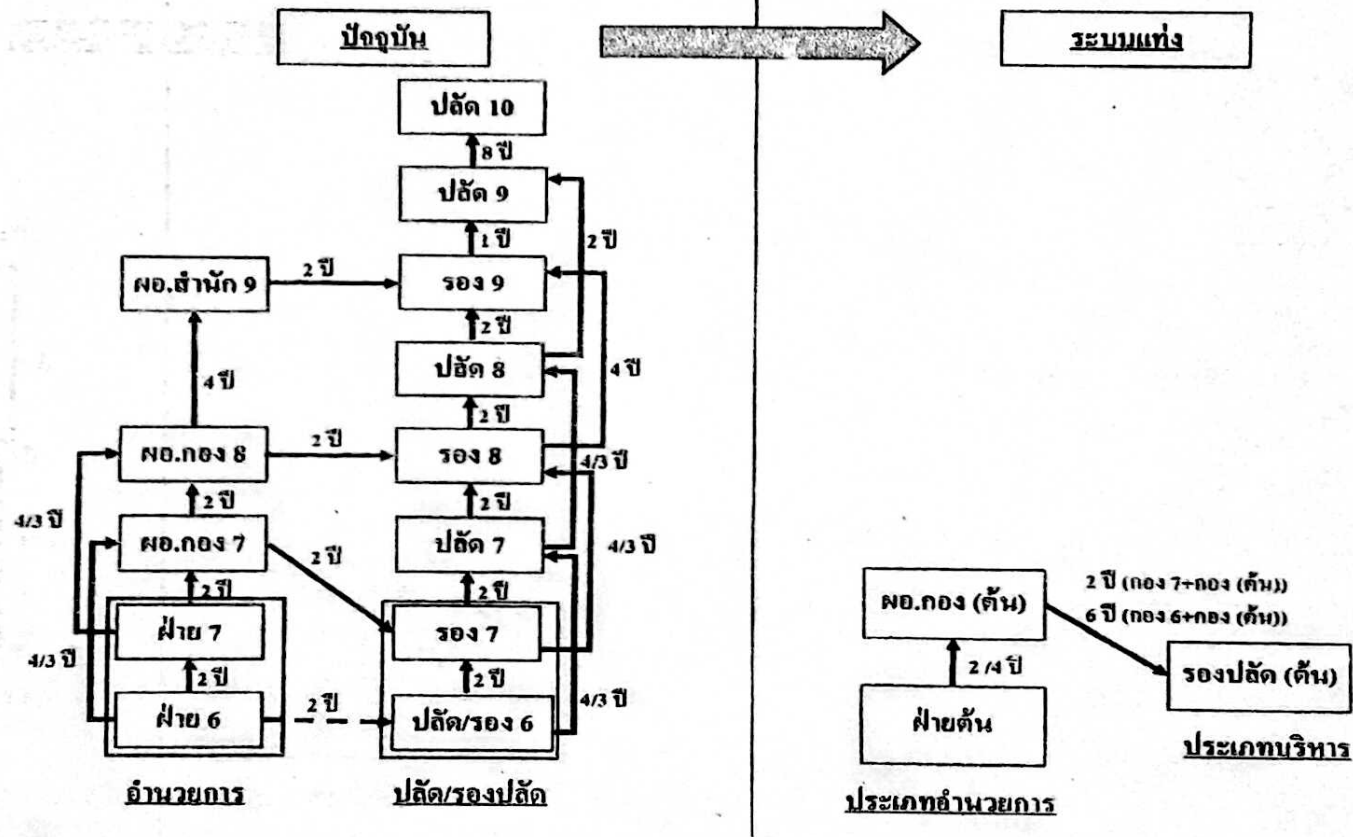 ปัจจุบัน
ระบบแท่ง
ปลัด 10
8 ปี
ปลัด 9
1 ปี
2 ปี
ผอ.สำนัก 9
2 ปี
รอง 9
2 ปี
ปลัด 8
4 ปี
4 ปี
2 ปี
ผอ.กอง 8
2 ปี
รอง 8
4/3 ปี
4/3 ปี
2 ปี
2 ปี
ผอ.กอง 7
2 ปี
ปลัด 7
4/3 ปี
2 ปี
2 ปี
ฝ่าย 7
รอง 7
4/3 ปี
2 ปี
2 ปี
4/3 ปี
ฝ่าย 6
2 ปี
ปลัด/รอง 6
อำนวยการ
ปลัด/รองปลัด
ผอ.กอง (ต้น)
2 ปี (กอง 7+กอง (ต้น))
6 ปี (กอง 6+กอง (ต้น))
2 /4 ปี
รองปลัด (ต้น)
ฝ่ายต้น
ประเภทบริหาร
ประเภทอำนวยการ